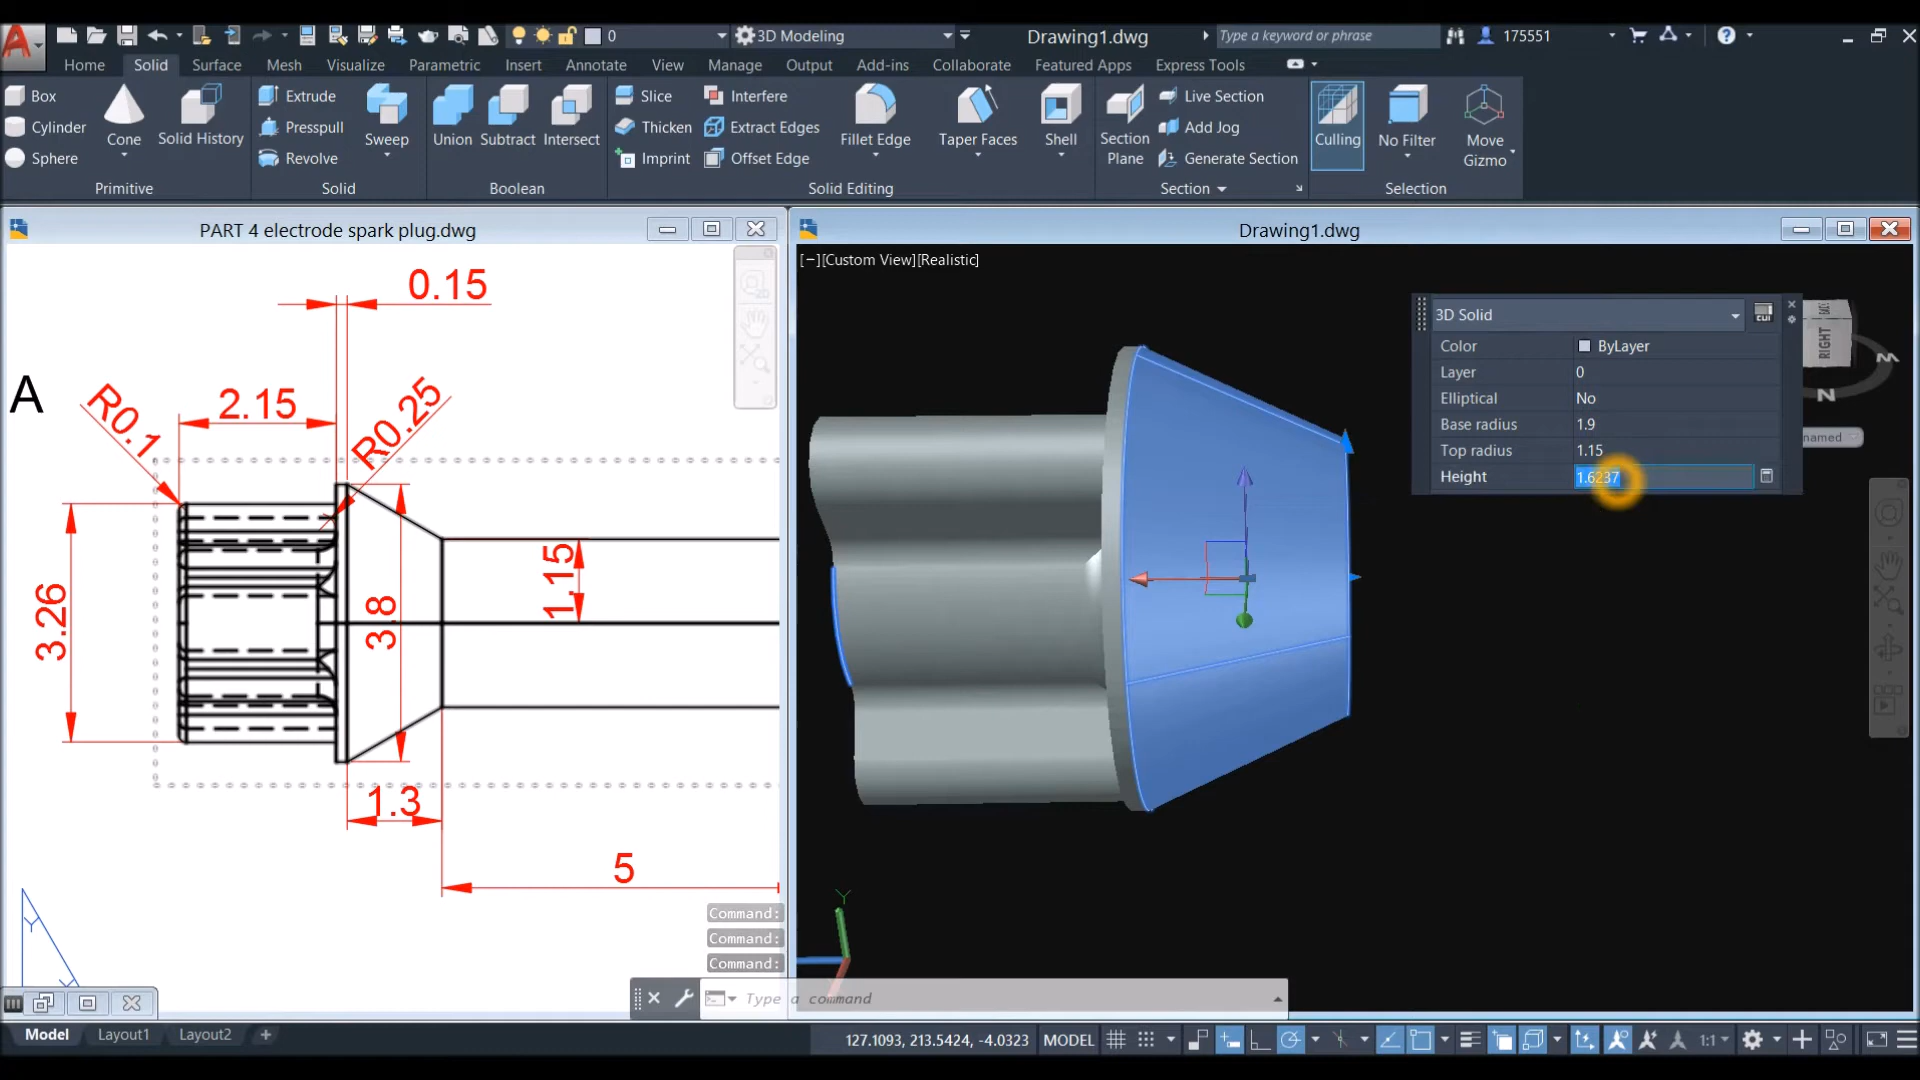 0
3D Modeling
Drawing1.dwg
Type a keyword or phrase
175551
Home
Solid
Surface
Mesh
Visualize
Parametric
Insert
Annotate
View
Manage
Output
Add-ins
Collaborate
Featured Apps
Express Tools
Box
Cylinder
Sphere
Cone
Solid History
Primitive
Extrude
Presspull
Revolve
Sweep
Solid
Union
Subtract
Intersect
Boolean
Slice
Thicken
Imprint
Interfere
Extract Edges
Offset Edge
Fillet Edge
Taper Faces
Shell
Solid Editing
Section
Plane
Live Section
Add Jog
Generate Section
Section
Culling
No Filter
Move
Gizmo
Selection
PART 4 electrode spark plug.dwg
0.15
A
R0.1
2.15
R0.25
3.26
3.8
1.15
1.3
5
Y
Command:
Command:
Command:
Drawing1.dwg
[−][Custom View][Realistic]
3D Solid
CUI
Color ByLayer
Layer 0
Elliptical No
Base radius 1.9
Top radius 1.15
Height 1.6237
RIGHT
BACK
N
named
Y
Type a command
Model
Layout1
Layout2
+
127.1093, 213.5424, -4.0323
MODEL
1:1